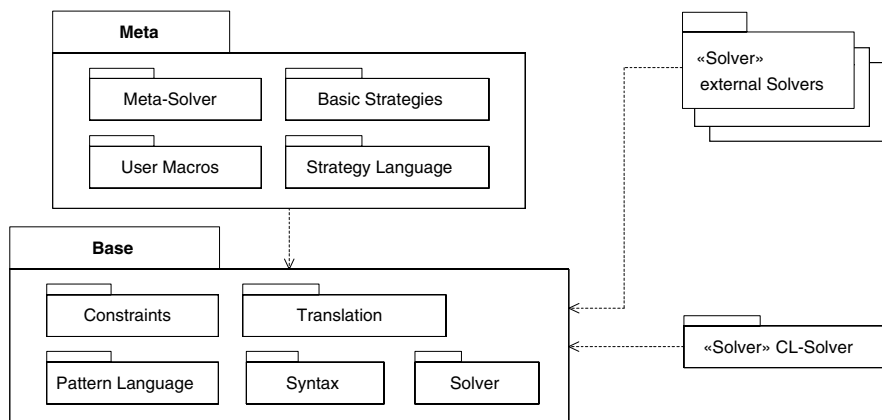 Meta
Meta-Solver
Basic Strategies
User Macros
Strategy Language
«Solver»
external Solvers
Base
Constraints
Translation
Pattern Language
Syntax
Solver
«Solver» CL-Solver